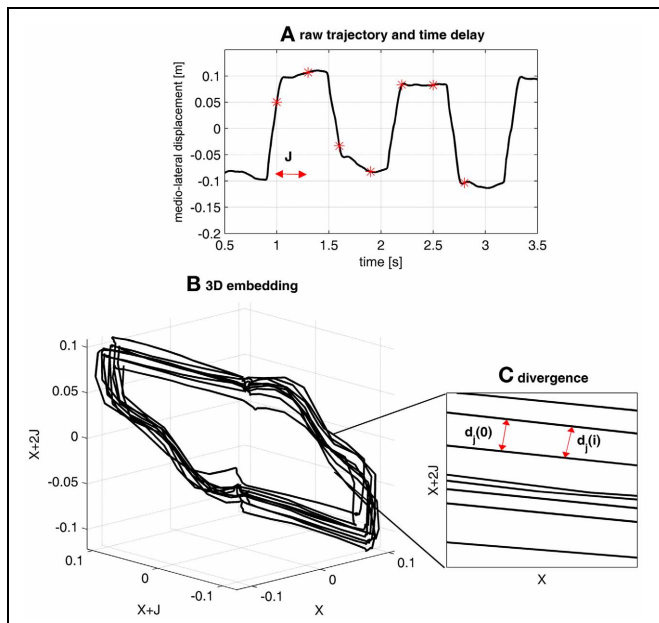 A raw trajectory and time delay
medio-lateral displacement [m]
0.1
0.05
0
-0.05
-0.1
-0.15
-0.2
J
0.5 1 1.5 2 2.5 3 3.5
time [s]
B 3D embedding
X+2J
0.1
0.05
0
-0.05
-0.1
0.1 0 -0.1
X+J
-0.1 0 0.1
X
C divergence
X+2J
dj(0) dj(i)
X